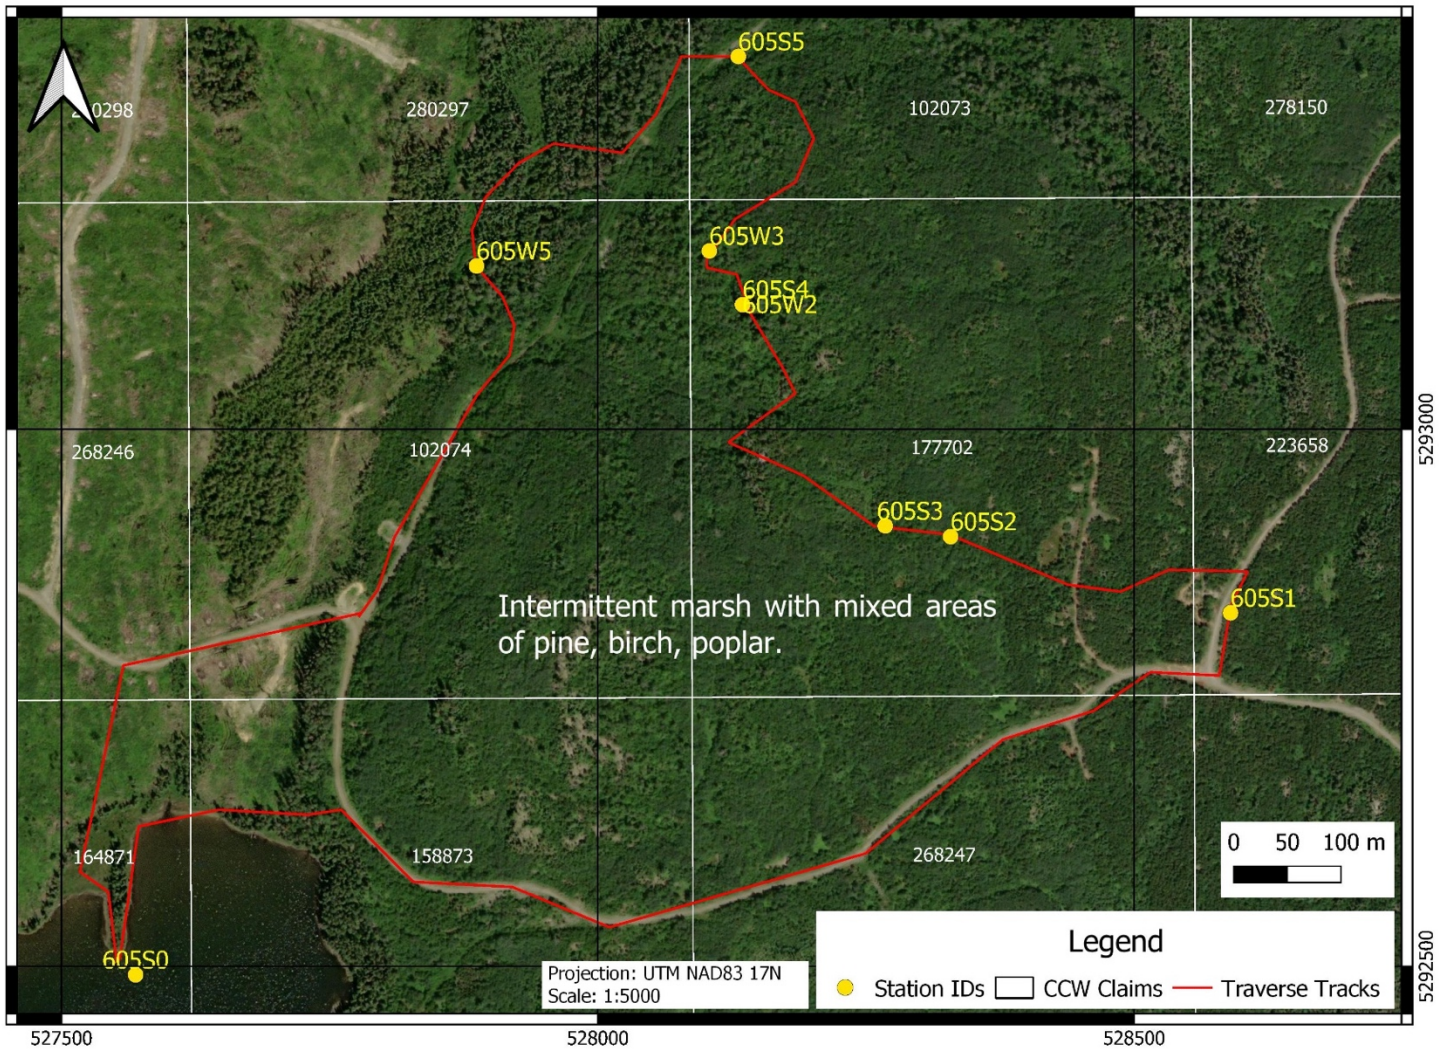 605S5
280297
102073
278150
605W3
605W5
605S4
605W2
5293000
268246
102074
177702
223658
605S3
605S2
Intermittent marsh with mixed areas
605S1
of pine, birch, poplar.
0 50 100 m
164871
158873
268247
Legend
605S0
Projection: UTM NAD83 17N
Scale: 1:5000
Station IDs CCW Claims Traverse Tracks
5292500
527500
528000
528500